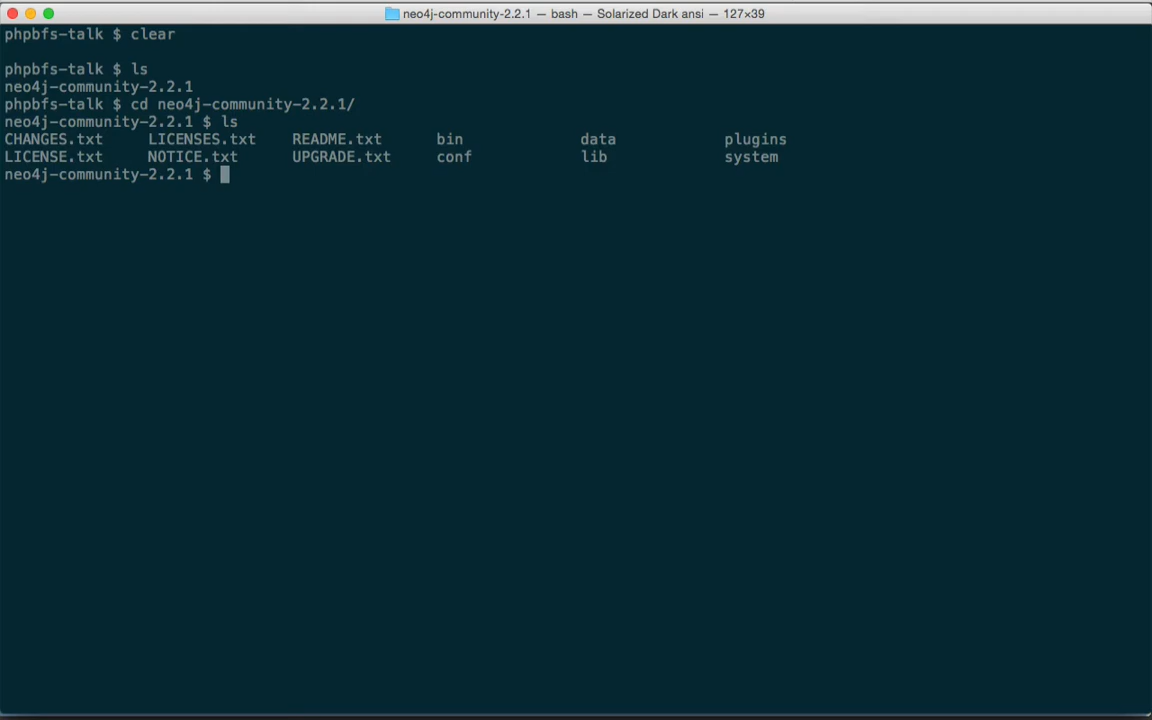 neo4j-community-2.2.1 — bash — Solarized Dark ansi — 127×39
phpbfs-talk $ clear
phpbfs-talk $ ls
neo4j-community-2.2.1
phpbfs-talk $ cd neo4j-community-2.2.1/
neo4j-community-2.2.1 $ ls
CHANGES.txt LICENSES.txt README.txt bin data plugins
LICENSE.txt NOTICE.txt UPGRADE.txt conf lib system
neo4j-community-2.2.1 $